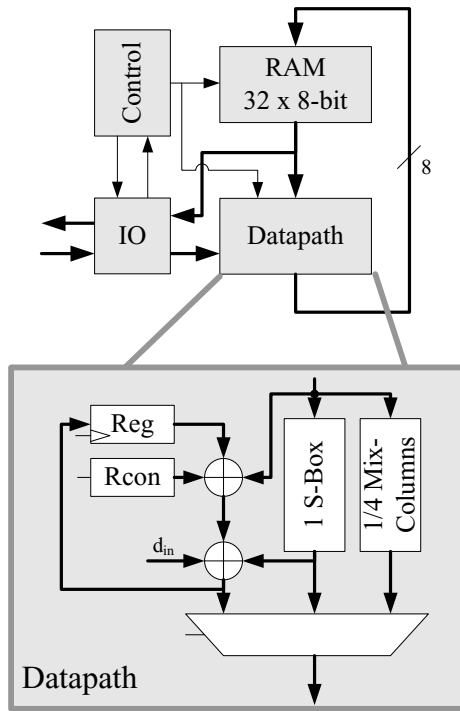 Control
RAM
32 x 8-bit
8
IO
Datapath
Reg
Rcon
1 S-Box
1/4 Mix-
Columns
din
Datapath